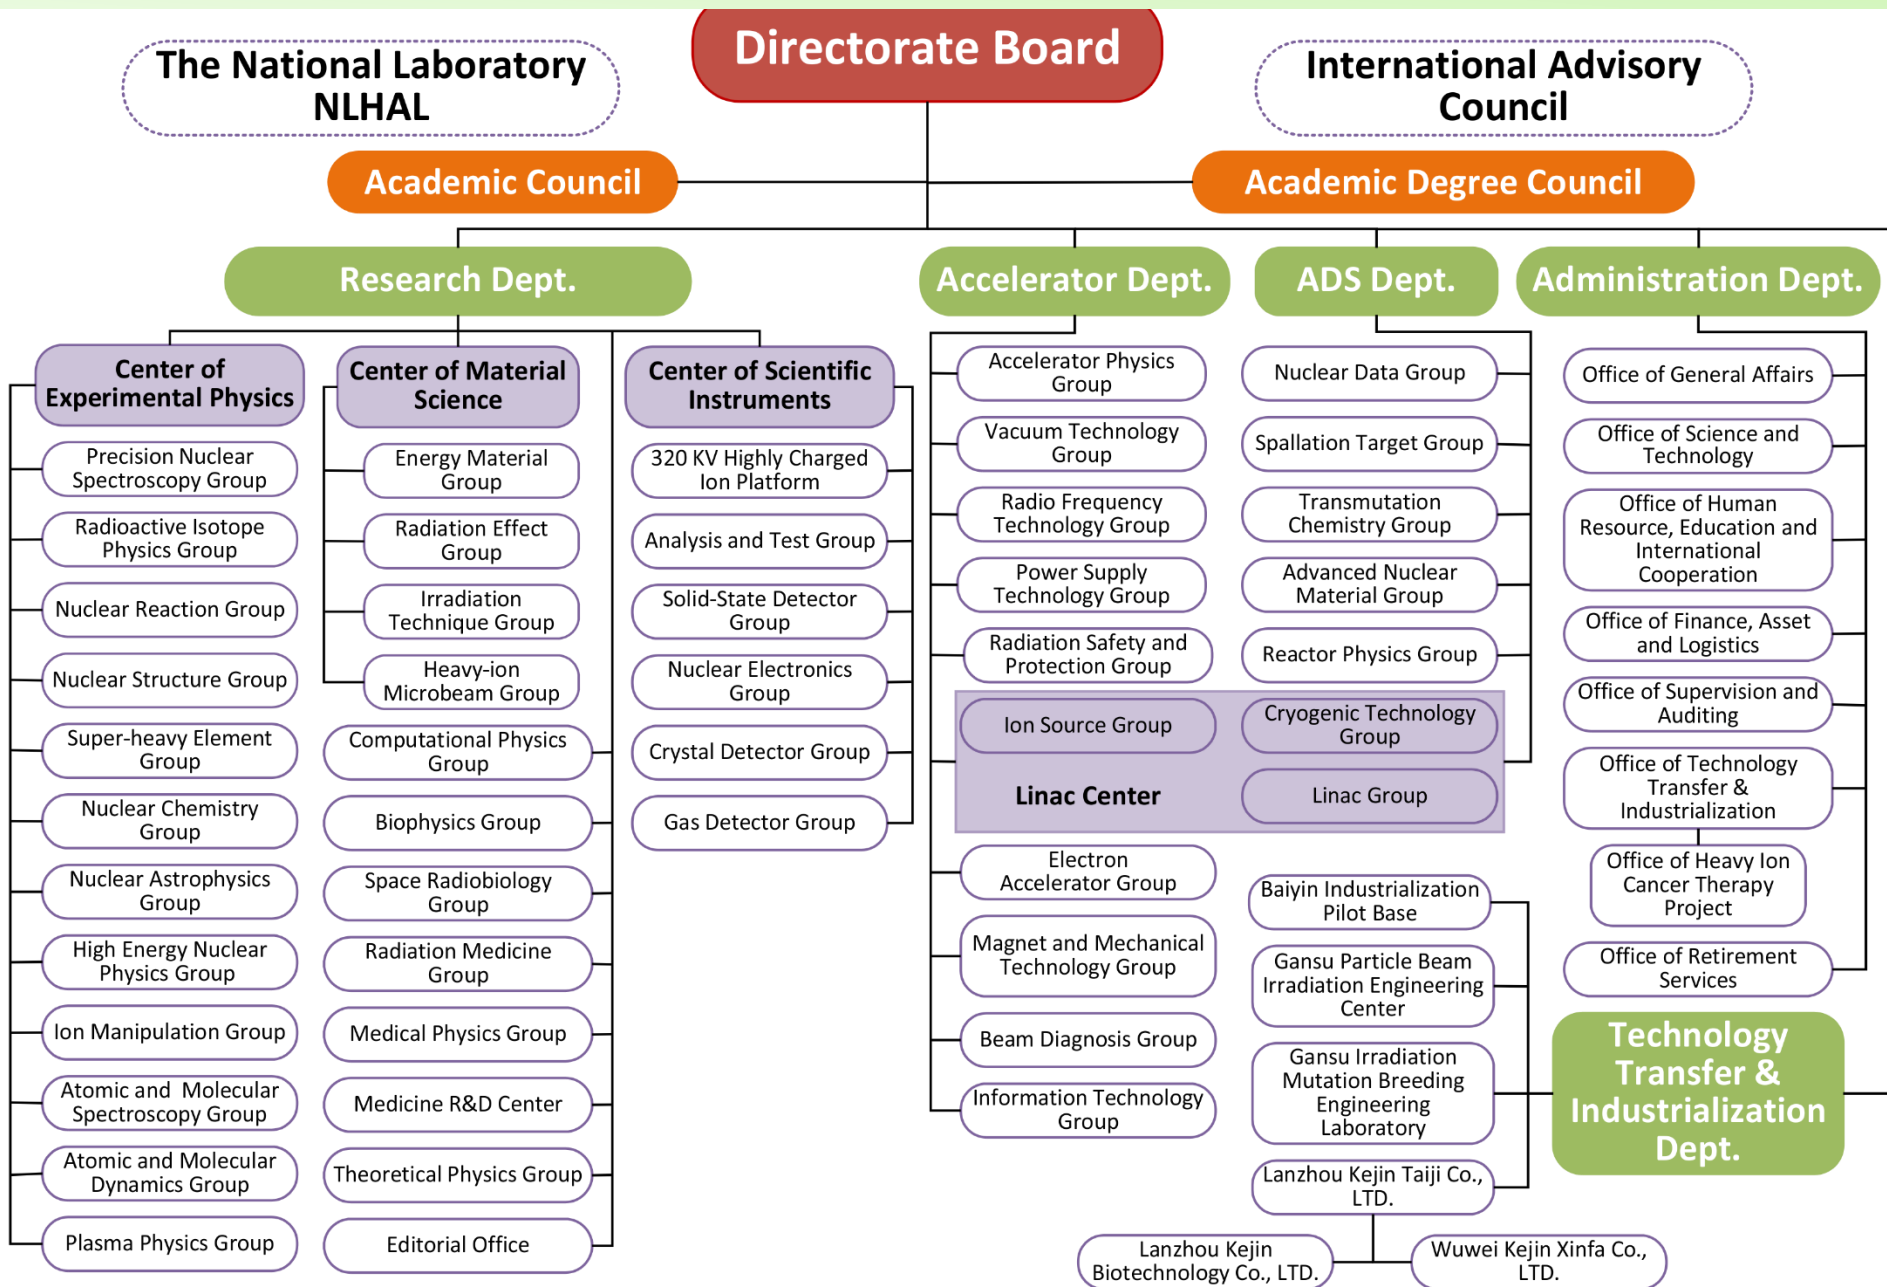 Directorate Board
The National Laboratory
NLHAL
International Advisory
Council
Academic Council
Academic Degree Council
Research Dept.
Accelerator Dept.
ADS Dept.
Administration Dept.
Center of
Experimental Physics
Precision Nuclear
Spectroscopy Group
Radioactive Isotope
Physics Group
Nuclear Reaction Group
Nuclear Structure Group
Super-heavy Element
Group
Nuclear Chemistry
Group
Nuclear Astrophysics
Group
High Energy Nuclear
Physics Group
Ion Manipulation Group
Atomic and Molecular
Spectroscopy Group
Atomic and Molecular
Dynamics Group
Plasma Physics Group
Center of Material
Science
Energy Material
Group
Radiation Effect
Group
Irradiation
Technique Group
Heavy-ion
Microbeam Group
Computational Physics
Group
Biophysics Group
Space Radiobiology
Group
Radiation Medicine
Group
Medical Physics Group
Medicine R&D Center
Theoretical Physics Group
Editorial Office
Center of Scientific
Instruments
320 KV Highly Charged
Ion Platform
Analysis and Test Group
Solid-State Detector
Group
Nuclear Electronics
Group
Crystal Detector Group
Gas Detector Group
Accelerator Physics
Group
Vacuum Technology
Group
Radio Frequency
Technology Group
Power Supply
Technology Group
Radiation Safety and
Protection Group
Ion Source Group
Linac Center
Electron
Accelerator Group
Magnet and Mechanical
Technology Group
Beam Diagnosis Group
Information Technology
Group
Nuclear Data Group
Spallation Target Group
Transmutation
Chemistry Group
Advanced Nuclear
Material Group
Reactor Physics Group
Cryogenic Technology
Group
Linac Group
Office of General Affairs
Office of Science and
Technology
Office of Human
Resource, Education and
International
Cooperation
Office of Finance, Asset
and Logistics
Office of Supervision and
Auditing
Office of Technology
Transfer &
Industrialization
Office of Heavy Ion
Cancer Therapy
Project
Office of Retirement
Services
Technology
Transfer &
Industrialization
Dept.
Baiyin Industrialization
Pilot Base
Gansu Particle Beam
Irradiation Engineering
Center
Gansu Irradiation
Mutation Breeding
Engineering
Laboratory
Lanzhou Kejin Taiji Co.,
LTD.
Lanzhou Kejin
Biotechnology Co., LTD.
Wuwei Kejin Xinfa Co.,
LTD.